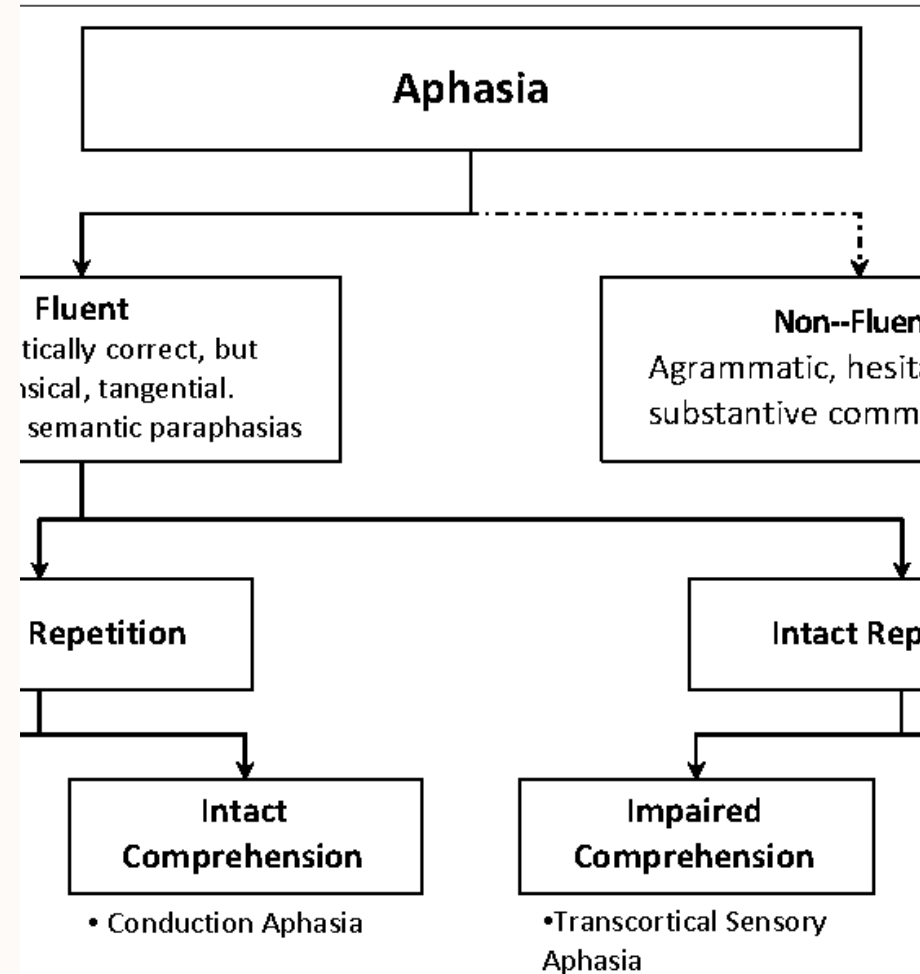 Aphasia
Fluent
tically correct, but
nsical, tangential.
semantic paraphasias
Non--Fluen
Agrammatic, hesita
substantive comm
Repetition
Intact Rep
Intact
Comprehension
Impaired
Comprehension
• Conduction Aphasia
•Transcortical Sensory
Aphasia